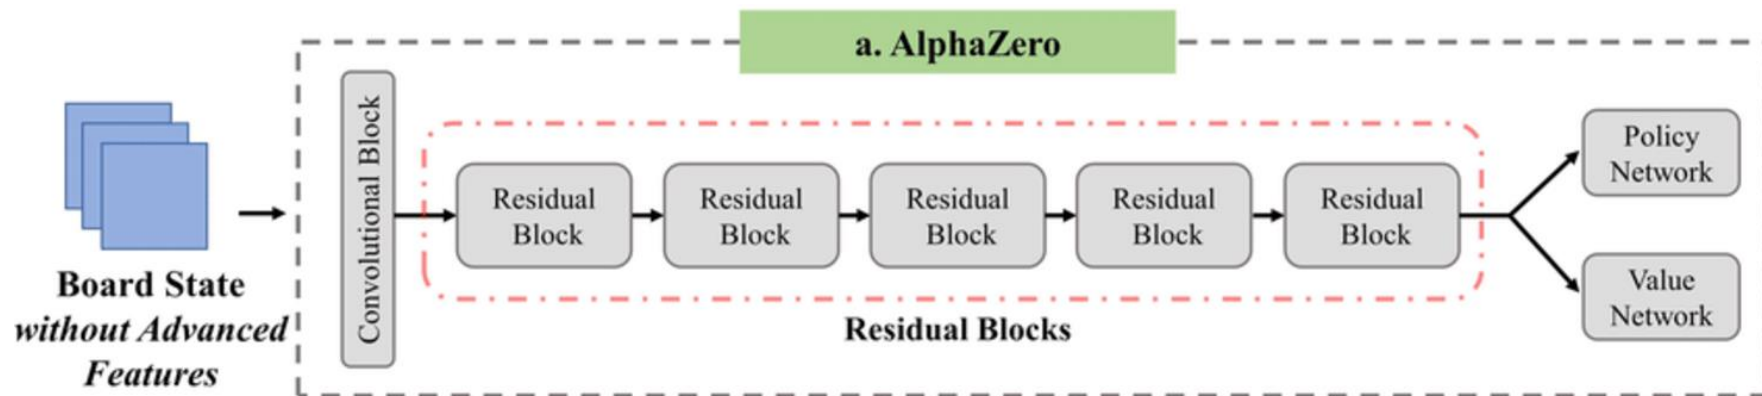 a. AlphaZero
Board State
without Advanced
Features
Convolutional Block
Residual
Block
Residual
Block
Residual
Block
Residual
Block
Residual
Block
Residual Blocks
Policy
Network
Value
Network